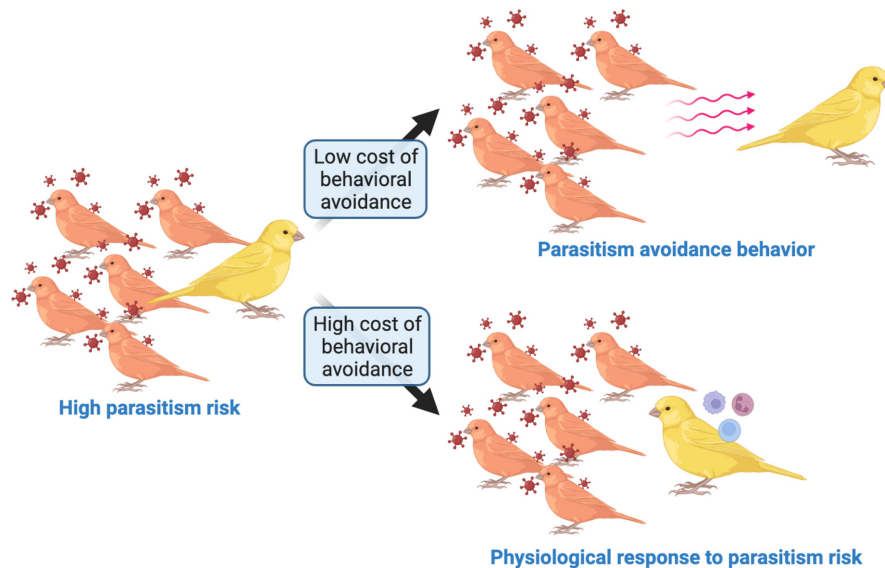 Low cost of
behavioral
avoidance
Parasitism avoidance behavior
High cost of
behavioral
avoidance
High parasitism risk
Physiological response to parasitism risk